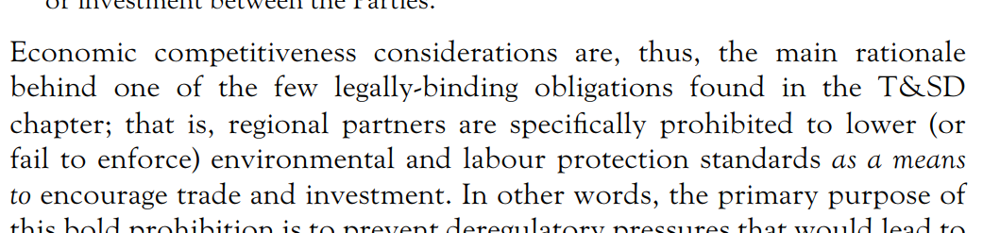 of investment between the Parties.
Economic competitiveness considerations are, thus, the main rationale
behind one of the few legally-binding obligations found in the T&SD
chapter; that is, regional partners are specifically prohibited to lower (or
fail to enforce) environmental and labour protection standards as a means
to encourage trade and investment. In other words, the primary purpose of
this bold prohibition is to prevent deregulatory pressures that would lead to